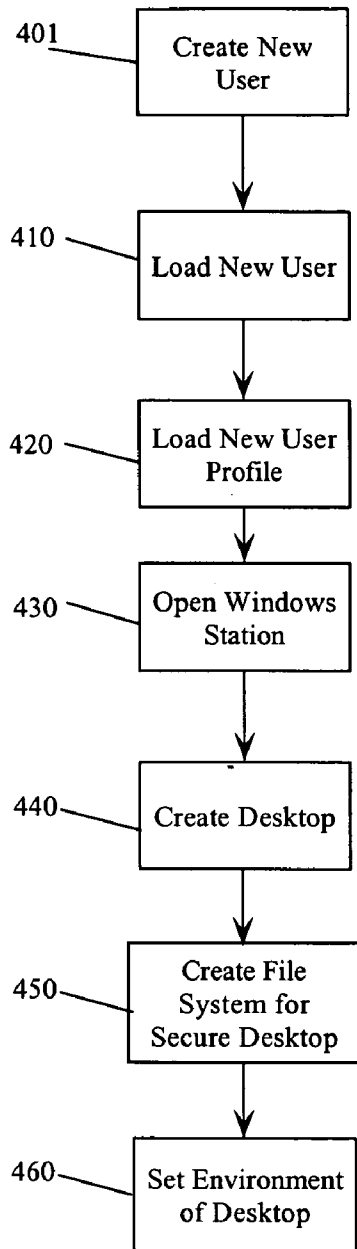 401
Create New
User
410
Load New User
420
Load New User
Profile
430
Open Windows
Station
440
Create Desktop
450
Create File
System for
Secure Desktop
460
Set Environment
of Desktop